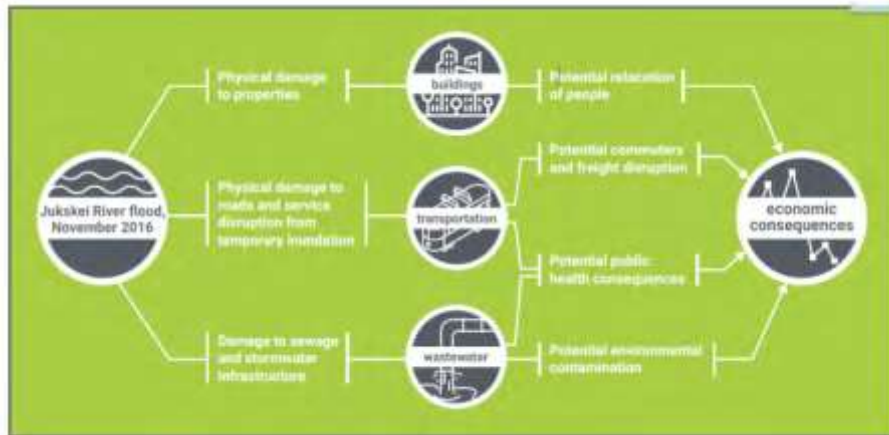 Jukskei River flood,
November 2016
Physical damage
to properties
buildings
Potential relocation
of people
Physical damage to
roads and service
disruption from
temporary inundation
transportation
Potential commuters
and freight disruption
Potential public
health consequences
Damage to sewage
and stormwater
infrastructure
wastewater
Potential environmental
contamination
economic
consequences